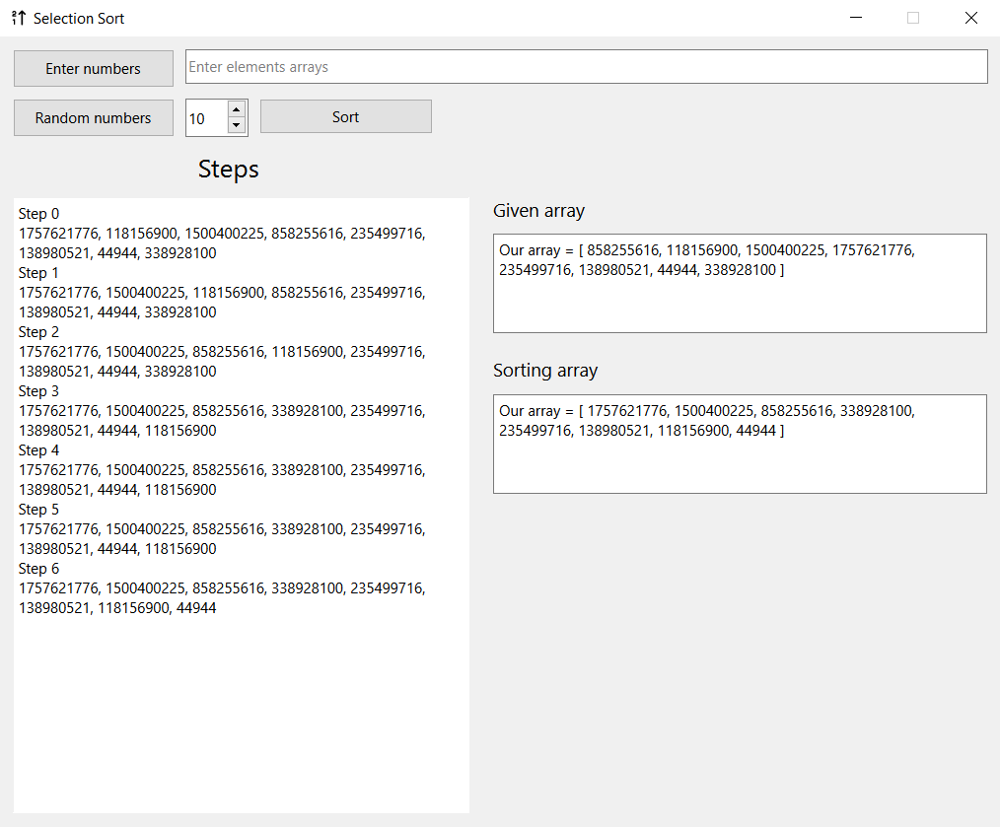 Selection Sort
Enter numbers
Enter elements arrays
Random numbers
10
Sort
Steps
Step 0
1757621776, 118156900, 1500400225, 858255616, 235499716,
138980521, 44944, 338928100
Step 1
1757621776, 1500400225, 118156900, 858255616, 235499716,
138980521, 44944, 338928100
Step 2
1757621776, 1500400225, 858255616, 118156900, 235499716,
138980521, 44944, 338928100
Step 3
1757621776, 1500400225, 858255616, 338928100, 235499716,
138980521, 44944, 118156900
Step 4
1757621776, 1500400225, 858255616, 338928100, 235499716,
138980521, 44944, 118156900
Step 5
1757621776, 1500400225, 858255616, 338928100, 235499716,
138980521, 44944, 118156900
Step 6
1757621776, 1500400225, 858255616, 338928100, 235499716,
138980521, 118156900, 44944
Given array
Our array = [ 858255616, 118156900, 1500400225, 1757621776,
235499716, 138980521, 44944, 338928100 ]
Sorting array
Our array = [ 1757621776, 1500400225, 858255616, 338928100,
235499716, 138980521, 118156900, 44944 ]